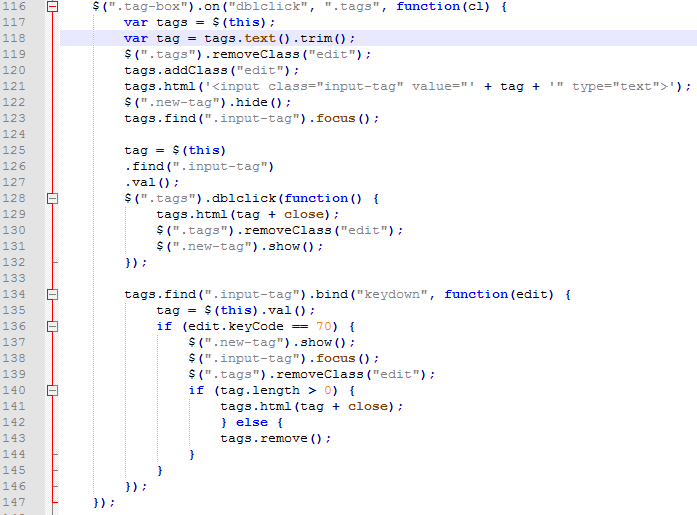 116 $(".tag-box").on("dblclick", ".tags", function(cl) {
117 var tags = $(this);
118 var tag = tags.text().trim();
119 $(".tags").removeClass("edit");
120 tags.addClass("edit");
121 tags.html('<input class="input-tag" value="' + tag + '" type="text">');
122 $(".new-tag").hide();
123 tags.find(".input-tag").focus();
124
125 tag = $(this)
126 .find(".input-tag")
127 .val();
128 $(".tags").dblclick(function() {
129 tags.html(tag + close);
130 $(".tags").removeClass("edit");
131 $(".new-tag").show();
132 });
133
134 tags.find(".input-tag").bind("keydown", function(edit) {
135 tag = $(this).val();
136 if (edit.keyCode == 70) {
137 $(".new-tag").show();
138 $(".input-tag").focus();
139 $(".tags").removeClass("edit");
140 if (tag.length > 0) {
141 tags.html(tag + close);
142 } else {
143 tags.remove();
144 }
145 }
146 });
147 });